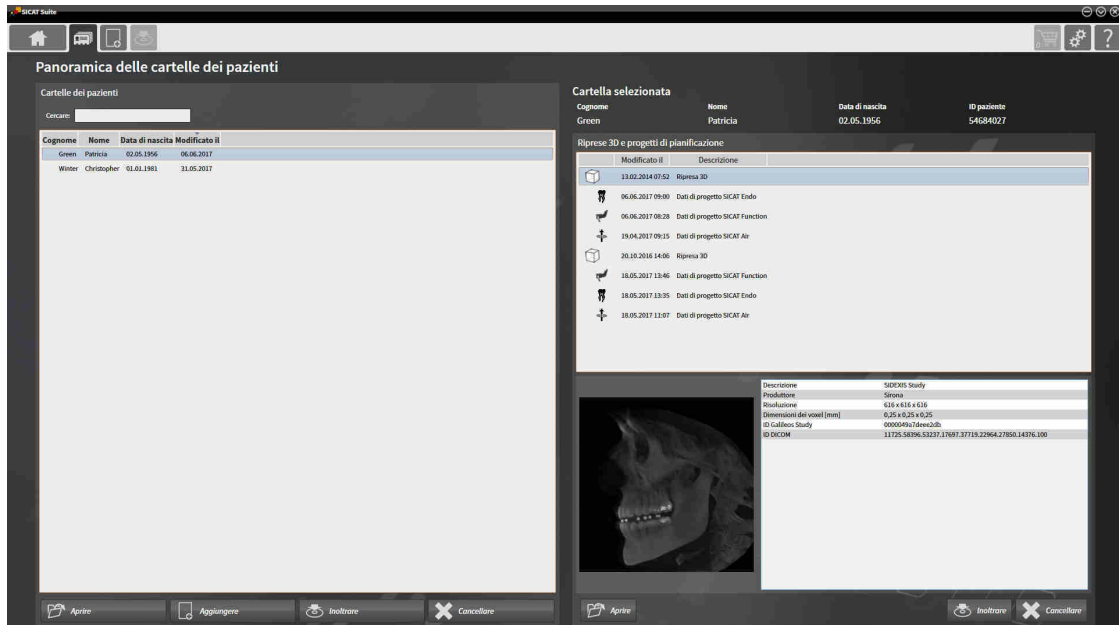 SICAT Suite
Panoramica delle cartelle dei pazienti
Cartelle dei pazienti
Cercare:
Cognome Nome Data di nascita Modificato il
Green Patricia 02.05.1956 06.06.2017
Winter Christopher 01.01.1981 31.05.2017
Aprire Aggiungere Inoltrare Cancellare
Cartella selezionata
Cognome Nome Data di nascita ID paziente
Green Patricia 02.05.1956 54684027
Riprese 3D e progetti di pianificazione
Modificato il Descrizione
13.02.2014 07:52 Ripresa 3D
06.06.2017 09:00 Dati di progetto SICAT Endo
06.06.2017 08:28 Dati di progetto SICAT Function
19.04.2017 09:15 Dati di progetto SICAT Air
20.10.2016 14:06 Ripresa 3D
18.05.2017 13:46 Dati di progetto SICAT Function
18.05.2017 13:35 Dati di progetto SICAT Endo
18.05.2017 11:07 Dati di progetto SICAT Air
Descrizione SIDEXIS Study
Produttore Sirona
Risoluzione 616 x 616 x 616
Dimensioni dei voxel [mm] 0,25 x 0,25 x 0,25
ID Galileos Study 0000049a7deee2db
ID DICOM 11725.58396.53237.17697.37719.22964.27850.14376.100
Aprire Inoltrare Cancellare